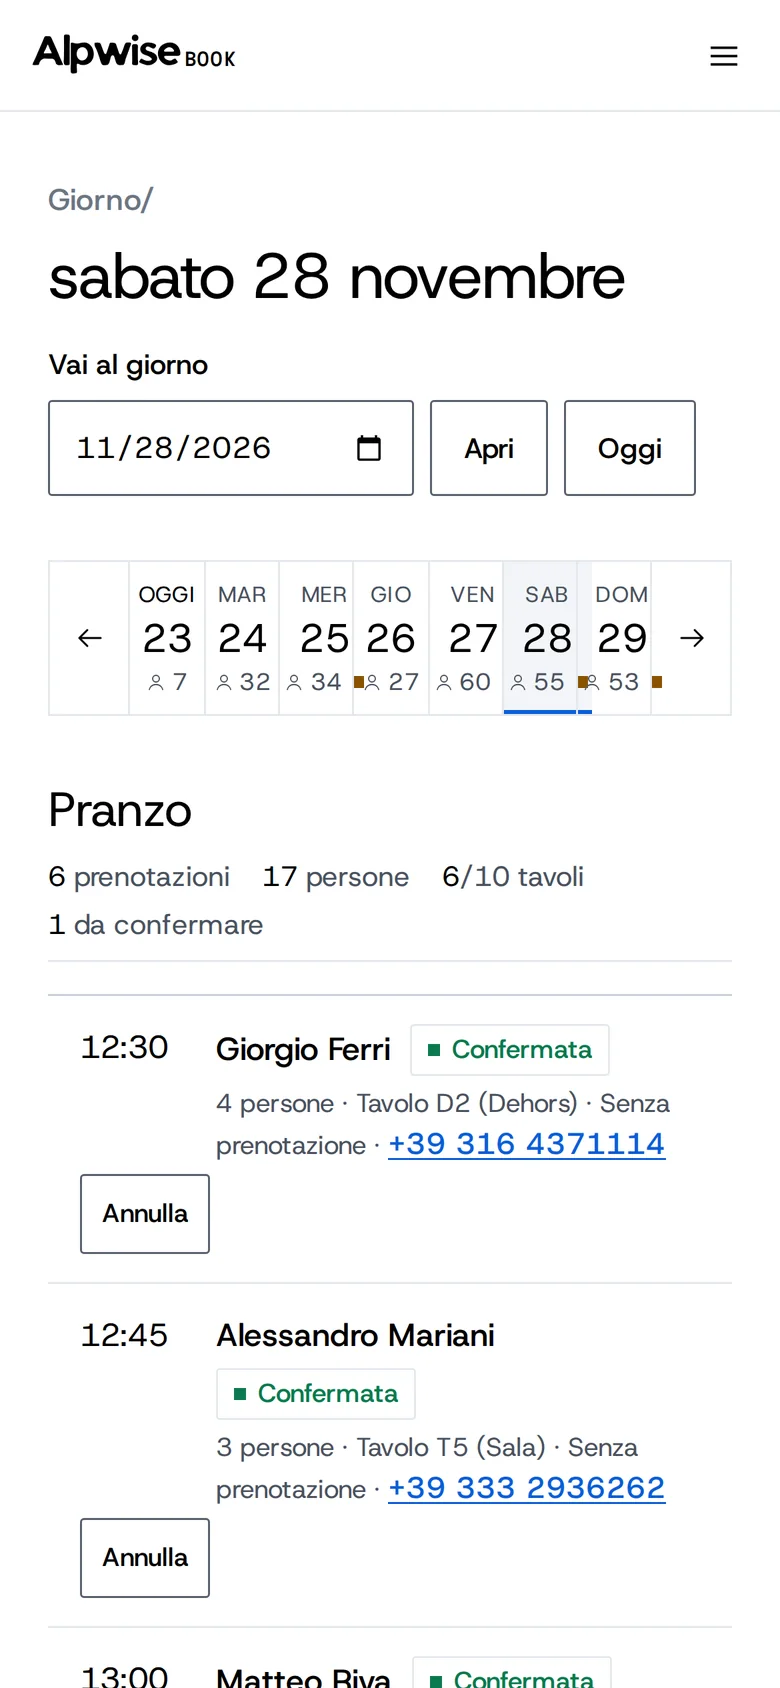 Alpwise BOOK
Giorno/
sabato 28 novembre
Vai al giorno
11/28/2026
Apri
Oggi
OGGI MAR MER GIO VEN SAB DOM
23 24 25 26 27 28 29
7 32 34 27 60 55 53
Pranzo
6 prenotazioni 17 persone 6/10 tavoli
1 da confermare
12:30 Giorgio Ferri Confermata
4 persone · Tavolo D2 (Dehors) · Senza
prenotazione · +39 316 4371114
Annulla
12:45 Alessandro Mariani
Confermata
3 persone · Tavolo T5 (Sala) · Senza
prenotazione · +39 333 2936262
Annulla
13:00 Matteo Riva Confermata